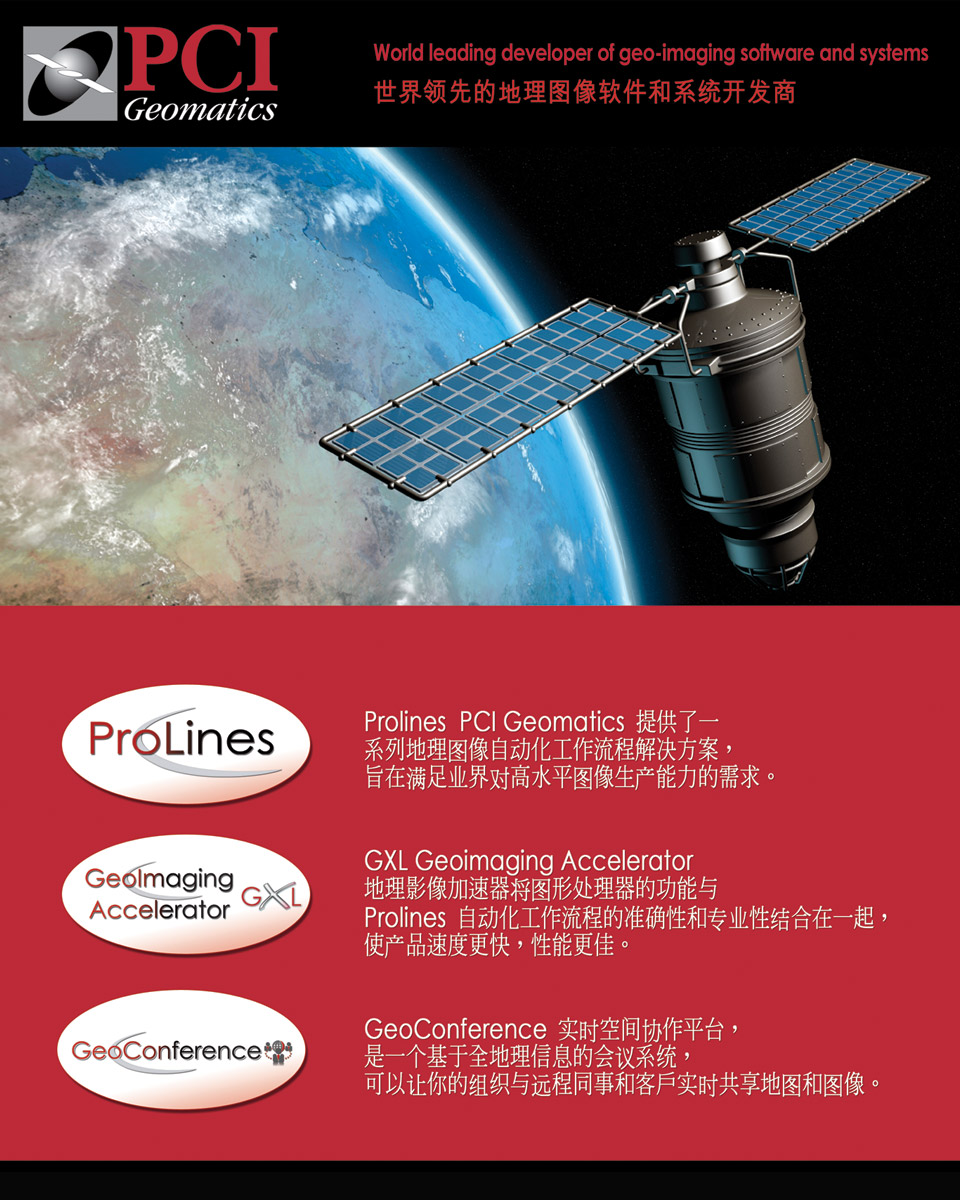 PCI
Geomatics
World leading developer of geo-imaging software and systems
世界领先的地理图像软件和系统开发商
ProLines
Prolines PCI Geomatics 提供了一
系列地理图像自动化工作流程解决方案，
旨在满足业界对高水平图像生产能力的需求。
GeoImaging
Accelerator
GXL
GXL Geoimaging Accelerator
地理影像加速器将图形处理器的功能与
Prolines 自动化工作流程的准确性和专业性结合在一起，
使产品速度更快，性能更佳。
GeoConference
GeoConference 实时空间协作平台，
是一个基于全地理信息的会议系统，
可以让你的组织与远程同事和客戶实时共享地图和图像。